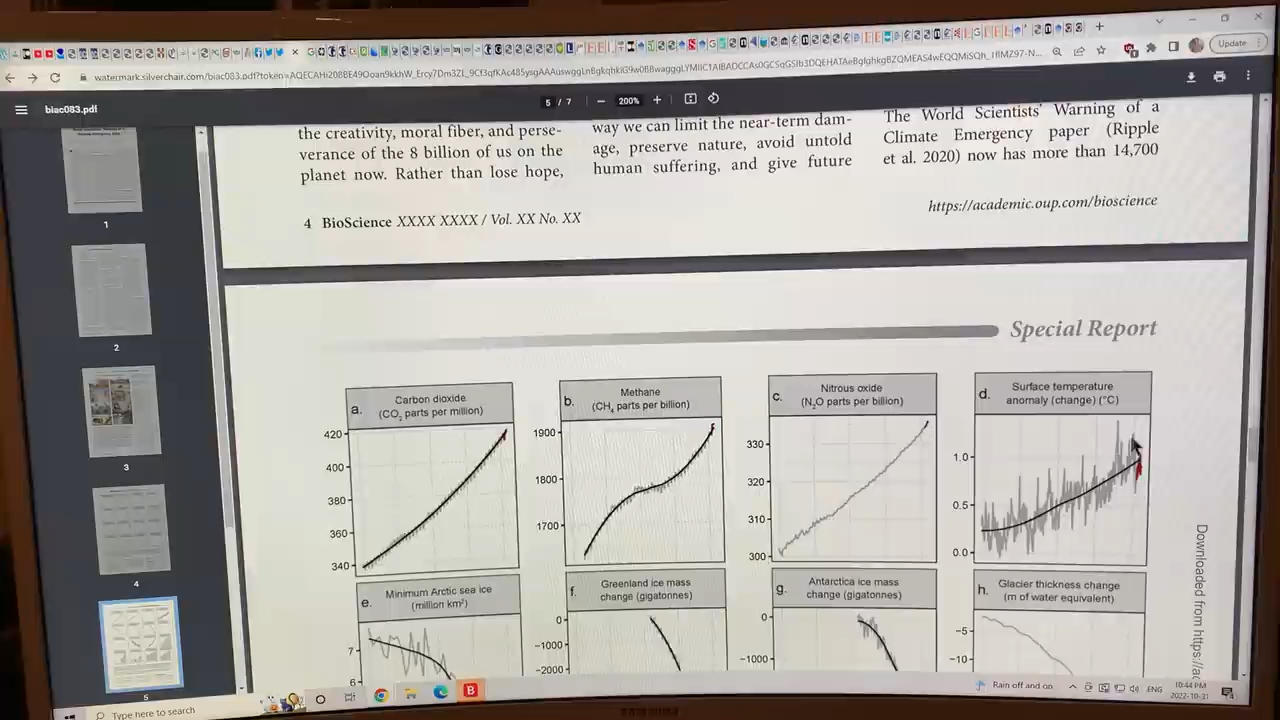 Update
biac083.pdf
5 / 7
200%
the creativity, moral fiber, and perse-
verance of the 8 billion of us on the
planet now. Rather than lose hope,
way we can limit the near-term dam-
age, preserve nature, avoid untold
human suffering, and give future
The World Scientists' Warning of a
Climate Emergency paper (Ripple
et al. 2020) now has more than 14,700
4 BioScience XXXX XXXX / Vol. XX No. XX
https://academic.oup.com/bioscience
1
2
3
4
5
Special Report
a. Carbon dioxide
(CO₂ parts per million)
420
400
380
360
340
b. Methane
(CH₄ parts per billion)
1900
1800
1700
c. Nitrous oxide
(N₂O parts per billion)
330
320
310
300
d. Surface temperature
anomaly (change) (°C)
1.0
0.5
0.0
e. Minimum Arctic sea ice
(million km²)
7
6
f. Greenland ice mass
change (gigatonnes)
0
−1000
−2000
g. Antarctica ice mass
change (gigatonnes)
0
−1000
h. Glacier thickness change
(m of water equivalent)
−5
−10
Downloaded from https://ac
Type here to search
Rain off and on
ENG
10:44 PM
2022-10-31